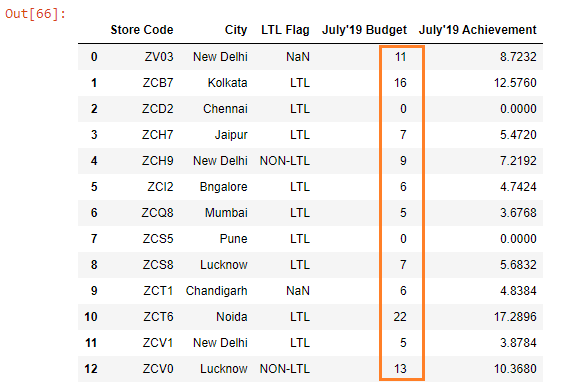 Out[66]:
Store Code City LTL Flag July'19 Budget July'19 Achievement
0 ZV03 New Delhi NaN 11 8.7232
1 ZCB7 Kolkata LTL 16 12.5760
2 ZCD2 Chennai LTL 0 0.0000
3 ZCH7 Jaipur LTL 7 5.4720
4 ZCH9 New Delhi NON-LTL 9 7.2192
5 ZCI2 Bngalore LTL 6 4.7424
6 ZCQ8 Mumbai LTL 5 3.6768
7 ZCS5 Pune LTL 0 0.0000
8 ZCS8 Lucknow LTL 7 5.6832
9 ZCT1 Chandigarh NaN 6 4.8384
10 ZCT6 Noida LTL 22 17.2896
11 ZCV1 New Delhi LTL 5 3.8784
12 ZCV0 Lucknow NON-LTL 13 10.3680